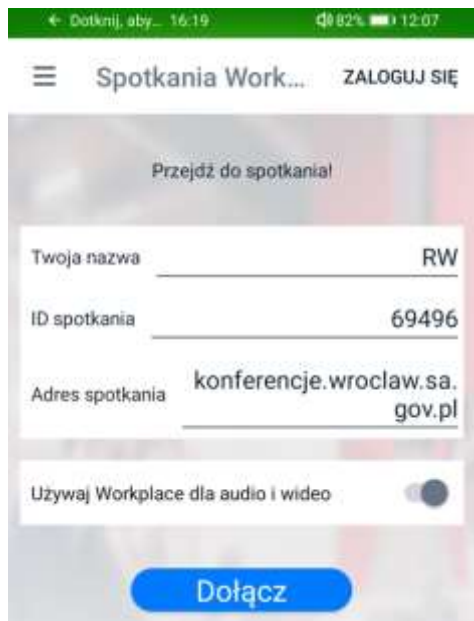 ← Dotknij, aby... 16:19 82% 12:07
Spotkania Work... ZALOGUJ SIĘ
Przejdź do spotkania!
Twoja nazwa RW
ID spotkania 69496
Adres spotkania konferencje.wroclaw.sa.
gov.pl
Używaj Workplace dla audio i wideo
Dołącz